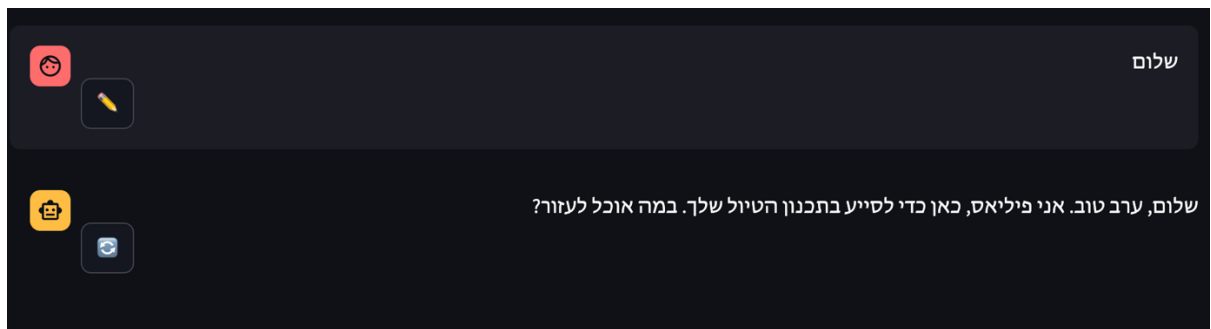 שלום
שלום, ערב טוב. אני פיליאס, כאן כדי לסייע בתכנון הטיול שלך. במה אוכל לעזור?